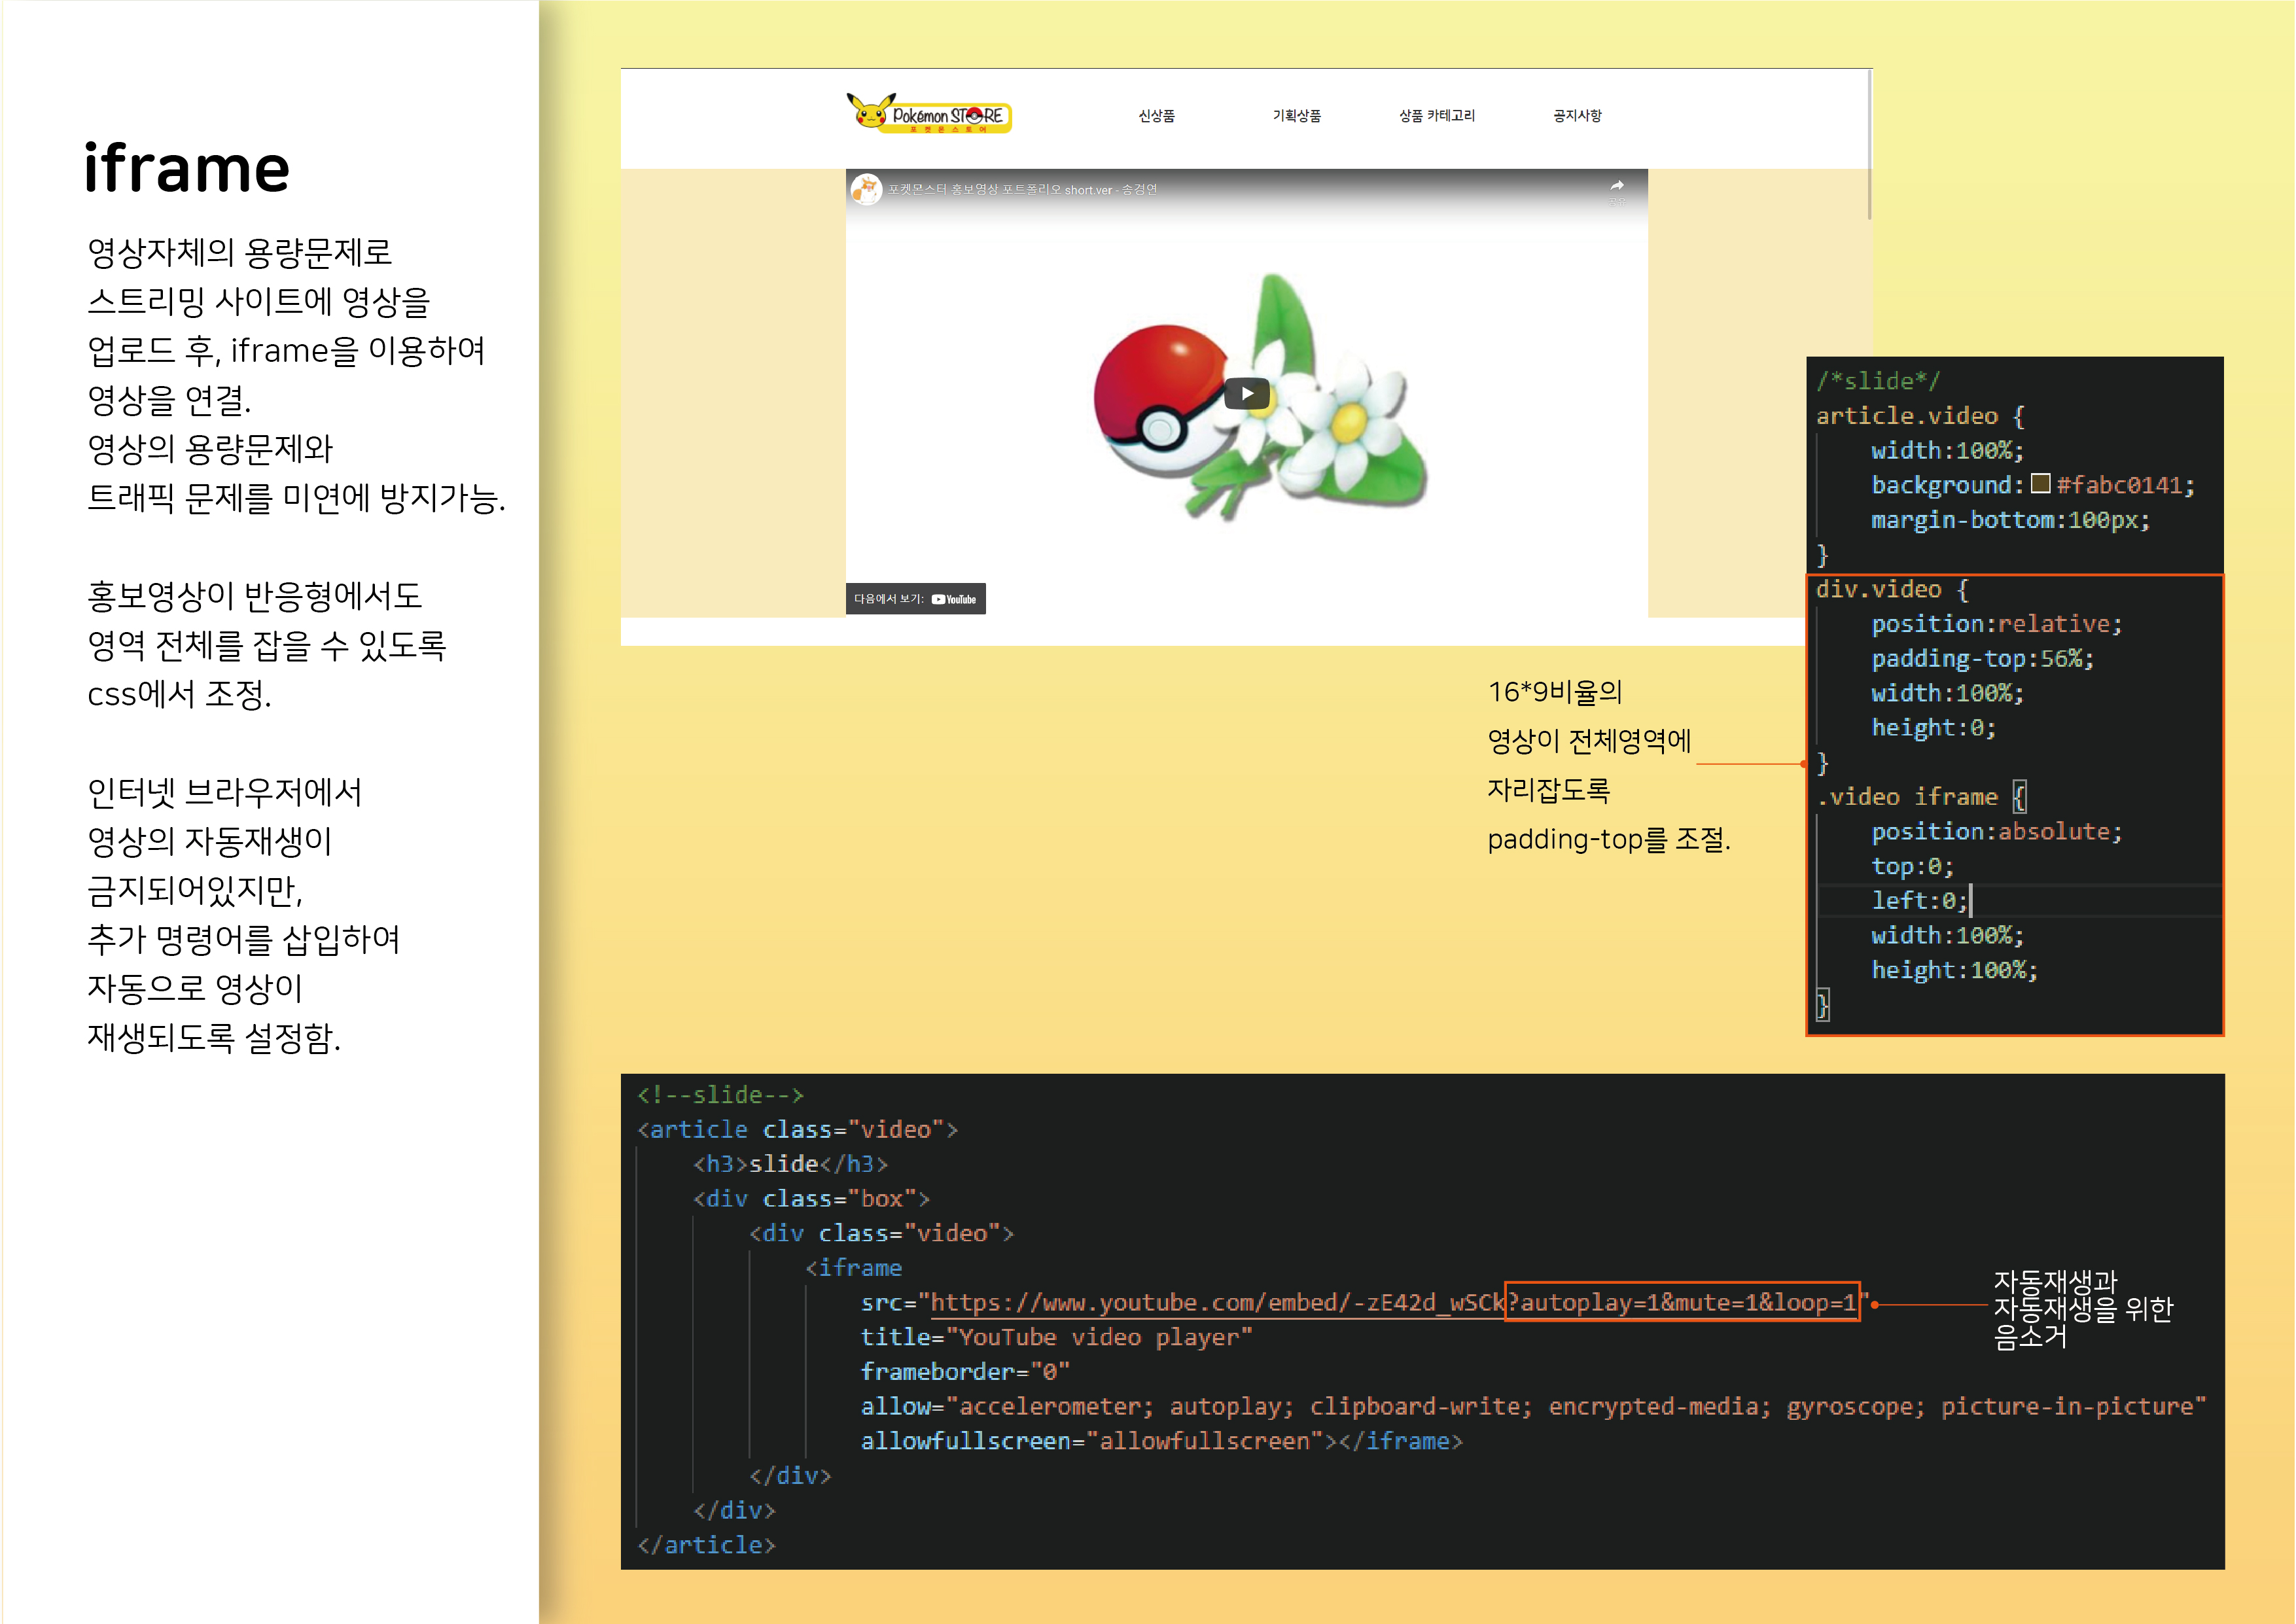 iframe
영상자체의 용량문제로
스트리밍 사이트에 영상을
업로드 후, iframe을 이용하여
영상을 연결.
영상의 용량문제와
트래픽 문제를 미연에 방지가능.
홍보영상이 반응형에서도
영역 전체를 잡을 수 있도록
css에서 조정.
인터넷 브라우저에서
영상의 자동재생이
금지되어있지만,
추가 명령어를 삽입하여
자동으로 영상이
재생되도록 설정함.
Pokémon STORE
포켓몬스토어
신상품 기획상품 상품 카테고리 공지사항
포켓몬스터 홍보영상 포트폴리오 short.ver - 송경연
공유
다음에서 보기: YouTube
16*9비율의
영상이 전체영역에
자리잡도록
padding-top를 조절.
/*slide*/
article.video {
width:100%;
background:#fabc0141;
margin-bottom:100px;
}
div.video {
position:relative;
padding-top:56%;
width:100%;
height:0;
}
.video iframe {
position:absolute;
top:0;
left:0;
width:100%;
height:100%;
}
<!--slide-->
<article class="video">
<h3>slide</h3>
<div class="box">
<div class="video">
<iframe
src="https://www.youtube.com/embed/-zE42d_wSCk?autoplay=1&mute=1&loop=1"
title="YouTube video player"
frameborder="0"
allow="accelerometer; autoplay; clipboard-write; encrypted-media; gyroscope; picture-in-picture"
allowfullscreen="allowfullscreen"></iframe>
</div>
</div>
</article>
자동재생과
자동재생을 위한
음소거